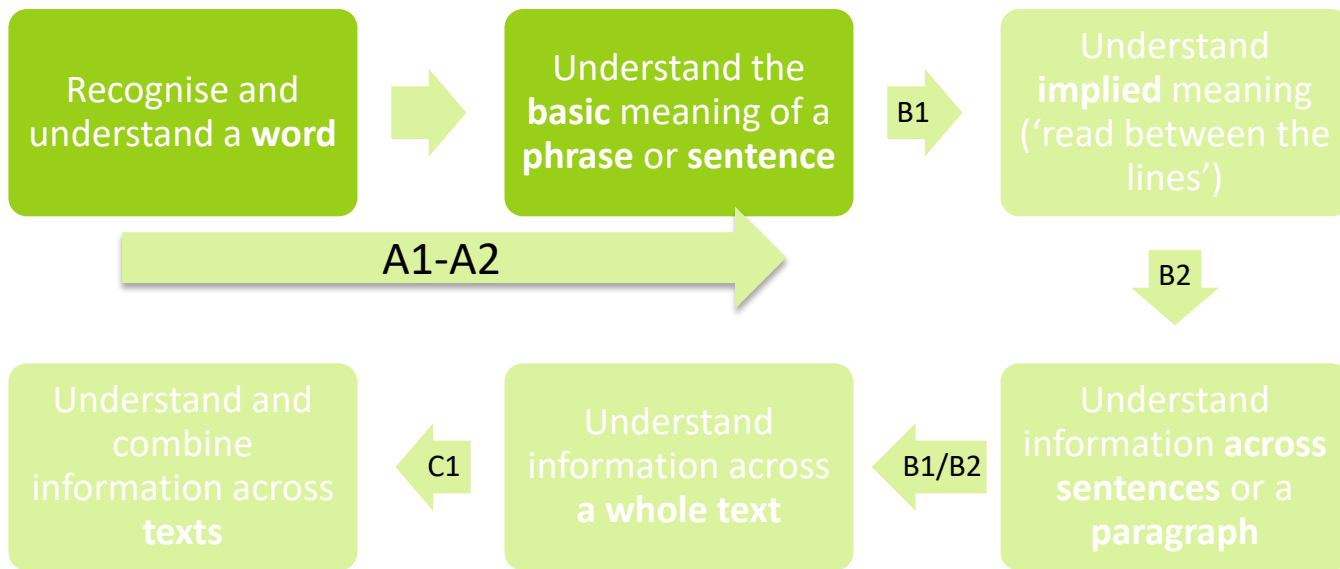 Recognise and
understand a word
Understand the
basic meaning of a
phrase or sentence
B1
Understand
implied meaning
(‘read between the
lines’)
A1-A2
B2
Understand
information across
sentences or a
paragraph
B1/B2
Understand
information across
a whole text
C1
Understand and
combine
information across
texts